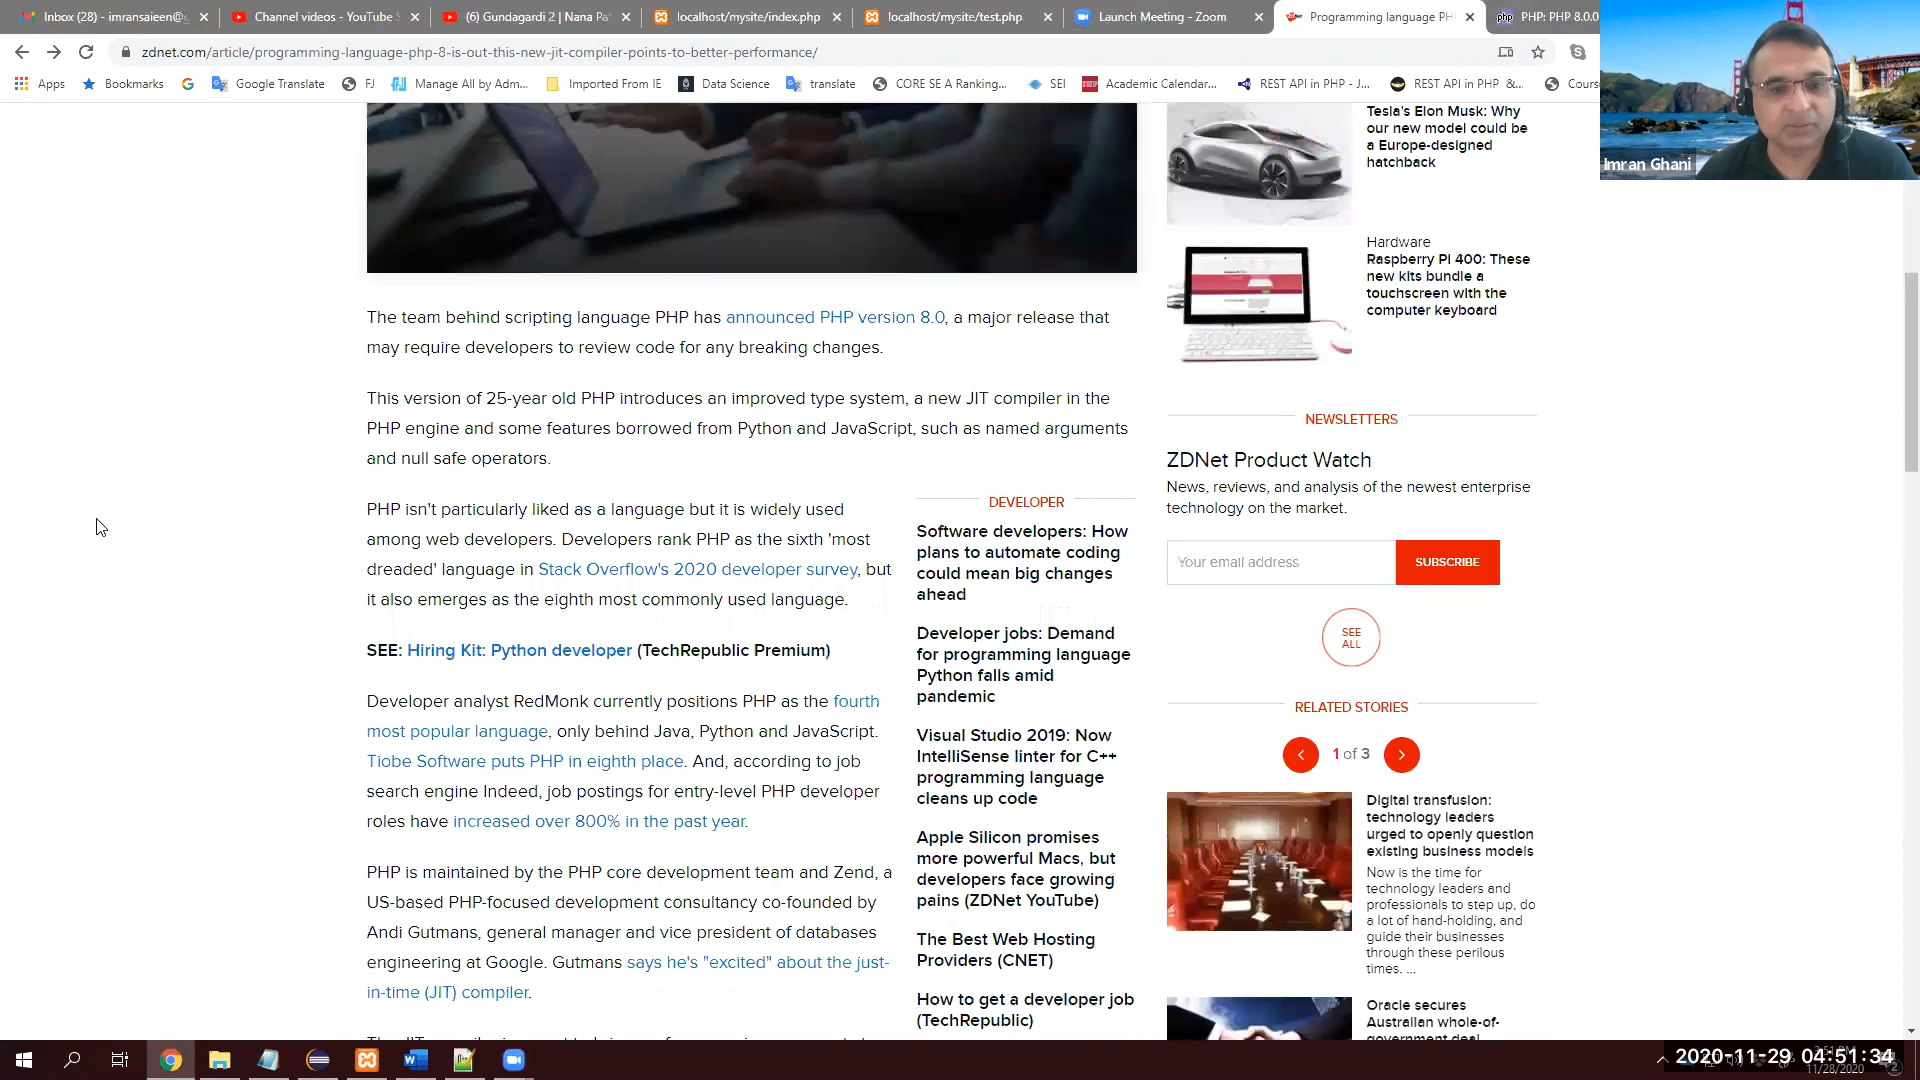 Inbox (28) - imransaieen@g
Channel videos - YouTube S
(6) Gundagardi 2 | Nana Pa
localhost/mysite/index.php
localhost/mysite/test.php
Launch Meeting - Zoom
Programming language PH
php PHP: PHP 8.0.0
zdnet.com/article/programming-language-php-8-is-out-this-new-jit-compiler-points-to-better-performance/
Apps
Bookmarks
Google Translate
FJ
Manage All by Adm...
Imported From IE
Data Science
translate
CORE SE A Ranking...
SEI
Academic Calendar...
REST API in PHP - J...
REST API in PHP &...
Cours
Imran Ghani
The team behind scripting language PHP has announced PHP version 8.0, a major release that
may require developers to review code for any breaking changes.
This version of 25-year old PHP introduces an improved type system, a new JIT compiler in the
PHP engine and some features borrowed from Python and JavaScript, such as named arguments
and null safe operators.
PHP isn't particularly liked as a language but it is widely used
among web developers. Developers rank PHP as the sixth 'most
dreaded' language in Stack Overflow's 2020 developer survey, but
it also emerges as the eighth most commonly used language.
SEE: Hiring Kit: Python developer (TechRepublic Premium)
Developer analyst RedMonk currently positions PHP as the fourth
most popular language, only behind Java, Python and JavaScript.
Tiobe Software puts PHP in eighth place. And, according to job
search engine Indeed, job postings for entry-level PHP developer
roles have increased over 800% in the past year.
PHP is maintained by the PHP core development team and Zend, a
US-based PHP-focused development consultancy co-founded by
Andi Gutmans, general manager and vice president of databases
engineering at Google. Gutmans says he's "excited" about the just-
in-time (JIT) compiler.
DEVELOPER
Software developers: How
plans to automate coding
could mean big changes
ahead
Developer jobs: Demand
for programming language
Python falls amid
pandemic
Visual Studio 2019: Now
IntelliSense linter for C++
programming language
cleans up code
Apple Silicon promises
more powerful Macs, but
developers face growing
pains (ZDNet YouTube)
The Best Web Hosting
Providers (CNET)
How to get a developer job
(TechRepublic)
Tesla's Elon Musk: Why
our new model could be
a Europe-designed
hatchback
Hardware
Raspberry Pi 400: These
new kits bundle a
touchscreen with the
computer keyboard
NEWSLETTERS
ZDNet Product Watch
News, reviews, and analysis of the newest enterprise
technology on the market.
Your email address
SUBSCRIBE
SEE
ALL
RELATED STORIES
1 of 3
Digital transfusion:
technology leaders
urged to openly question
existing business models
Now is the time for
technology leaders and
professionals to step up, do
a lot of hand-holding, and
guide their businesses
through these perilous
times. ...
Oracle secures
Australian whole-of-
government deal
2020-11-29 04:51:34
11/28/2020